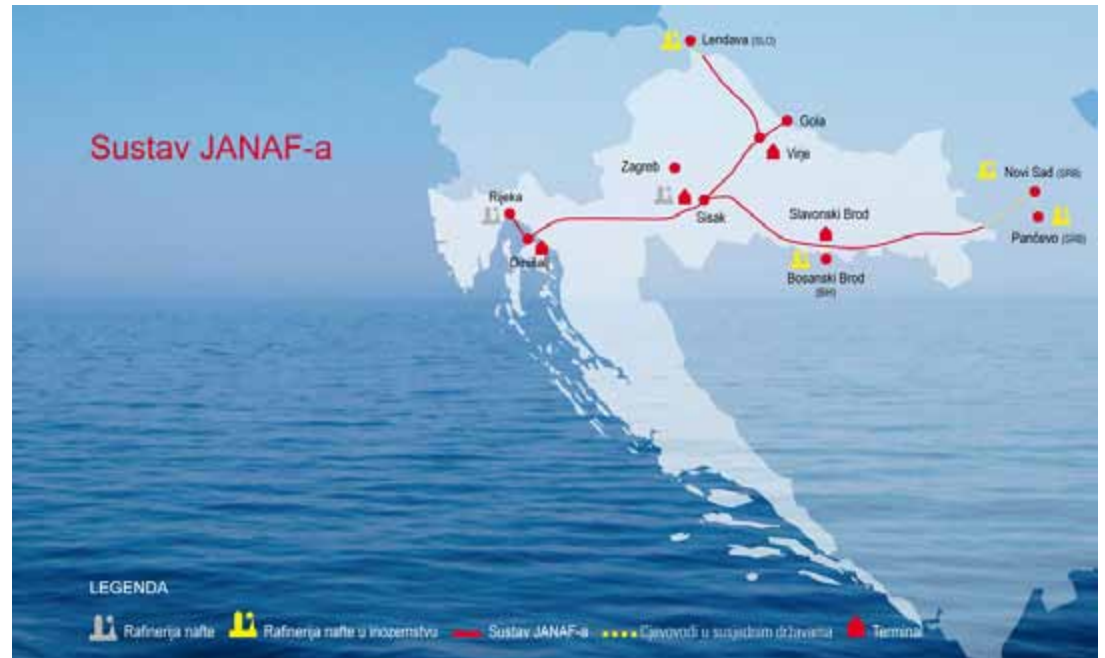 Lendava (SLO)
Gola
Sustav JANAF-a
Virje
Zagreb
Novi Sad (SRB)
Rijeka
Sisak
Slavonski Brod
Pančevo (SRB)
Omišalj
Bosanski Brod
(BIH)
LEGENDA
Rafinerija nafte
Rafinerija nafte u inozemstvu
Sustav JANAF-a
Cjevovodi u susjednim državama
Terminal